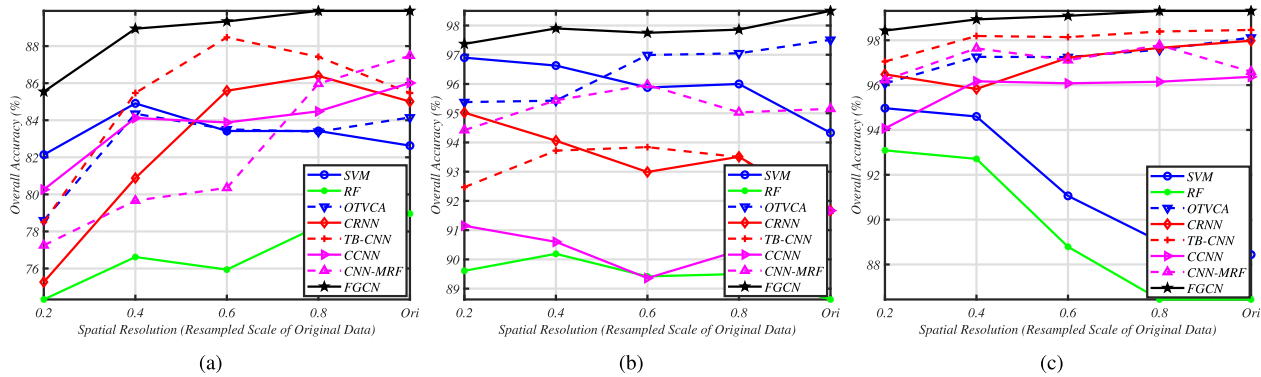 Overall Accuracy (%)
88
86
84
82
80
78
76
0.2
0.4
0.6
0.8
Ori
Spatial Resolution (Resampled Scale of Original Data)
SVM
RF
OTVCA
CRNN
TB-CNN
CCNN
CNN-MRF
FGCN
(a)
Overall Accuracy (%)
98
97
96
95
94
93
92
91
90
89
0.2
0.4
0.6
0.8
Ori
Spatial Resolution (Resampled Scale of Original Data)
SVM
RF
OTVCA
CRNN
TB-CNN
CCNN
CNN-MRF
FGCN
(b)
Overall Accuracy (%)
98
96
94
92
90
88
0.2
0.4
0.6
0.8
Ori
Spatial Resolution (Resampled Scale of Original Data)
SVM
RF
OTVCA
CRNN
TB-CNN
CCNN
CNN-MRF
FGCN
(c)